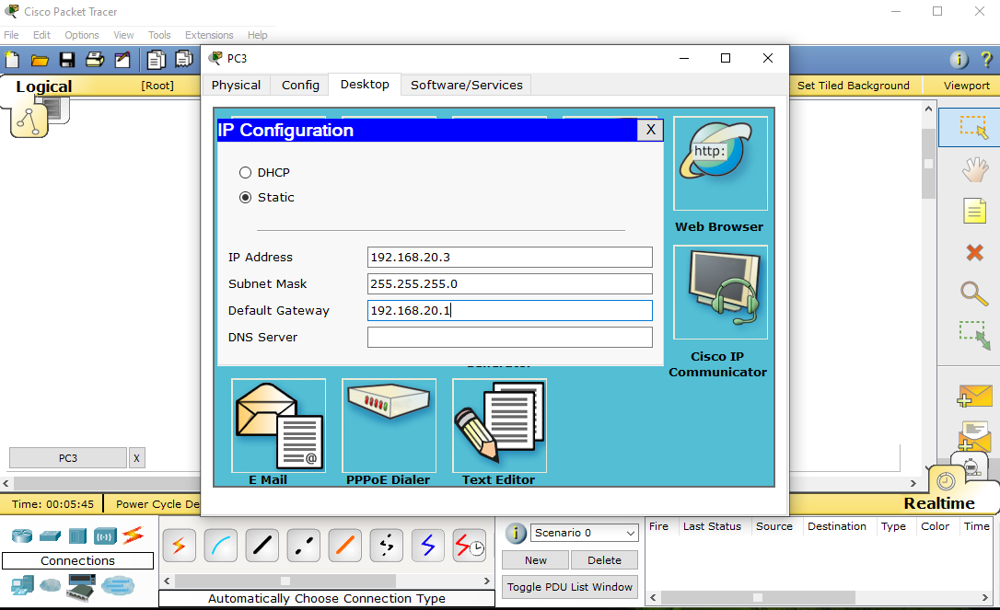 Cisco Packet Tracer
File Edit Options View Tools Extensions Help
PC3
Logical
[Root]
Set Tiled Background
Viewport
Physical Config Desktop Software/Services
IP Configuration
X
DHCP
Static
IP Address 192.168.20.3
Subnet Mask 255.255.255.0
Default Gateway 192.168.20.1
DNS Server
http:
Web Browser
Cisco IP
Communicator
@
E Mail
PPPoE Dialer
Text Editor
PC3 X
Time: 00:05:45
Power Cycle De
Realtime
Connections
Automatically Choose Connection Type
Scenario 0
New
Delete
Toggle PDU List Window
Fire Last Status Source Destination Type Color Time